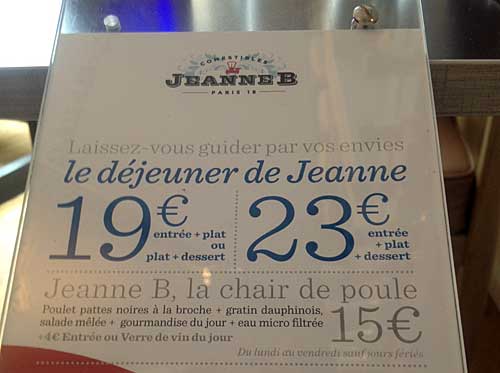 COMESTIBLES
JEANNE B
PARIS 18
Laissez-vous guider par vos envies
le déjeuner de Jeanne
19€
entrée + plat
ou
plat + dessert
23€
entrée
+ plat
+ dessert
Jeanne B, la chair de poule
Poulet pattes noires à la broche + gratin dauphinois,
salade mêlée + gourmandise du jour + eau micro filtrée
+4€ Entrée ou Verre de vin du jour
15€
Du lundi au vendredi sauf jours fériés